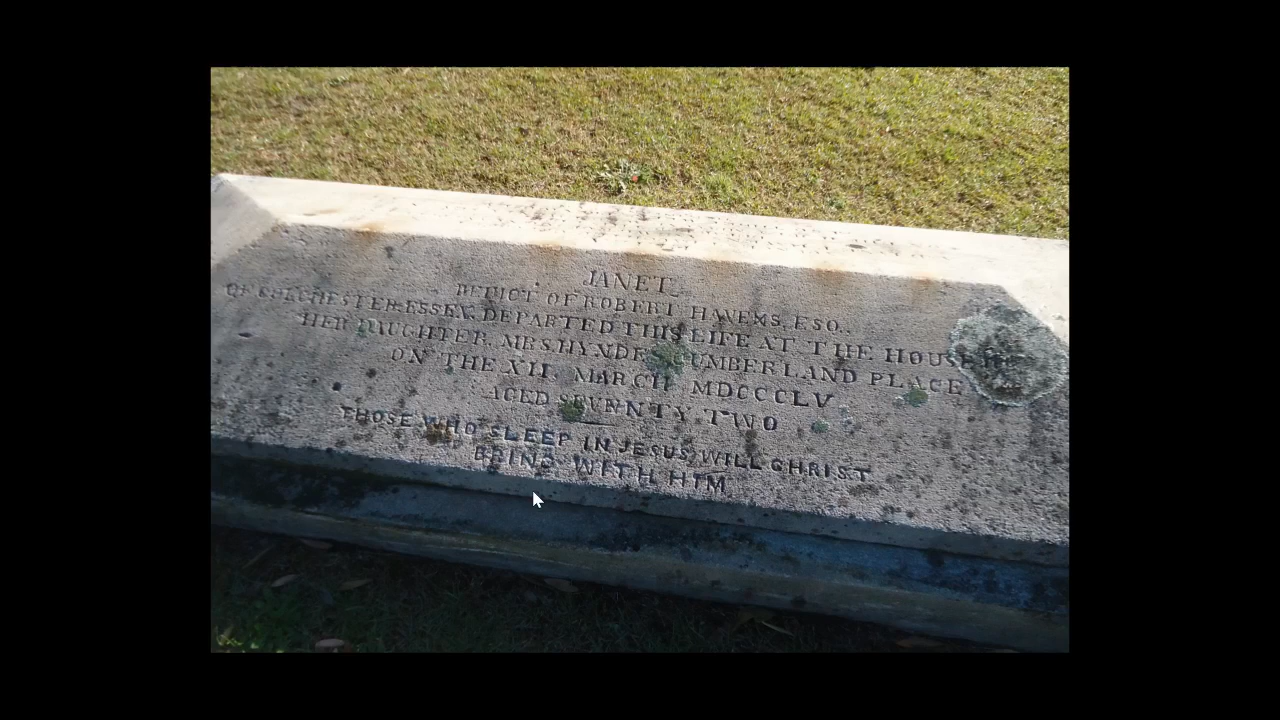 JANET
RELICT OF ROBERT HAVENS, ESQ.,
OF COLCHESTER, ESSEX, DEPARTED THIS LIFE AT THE HOUSE
HER DAUGHTER, MRS HYNDE CUMBERLAND PLACE
ON THE XII. MARCH MDCCCLV
AGED SEVENTY TWO
THOSE WHO SLEEP IN JESUS, WILL CHRIST
BRING WITH HIM